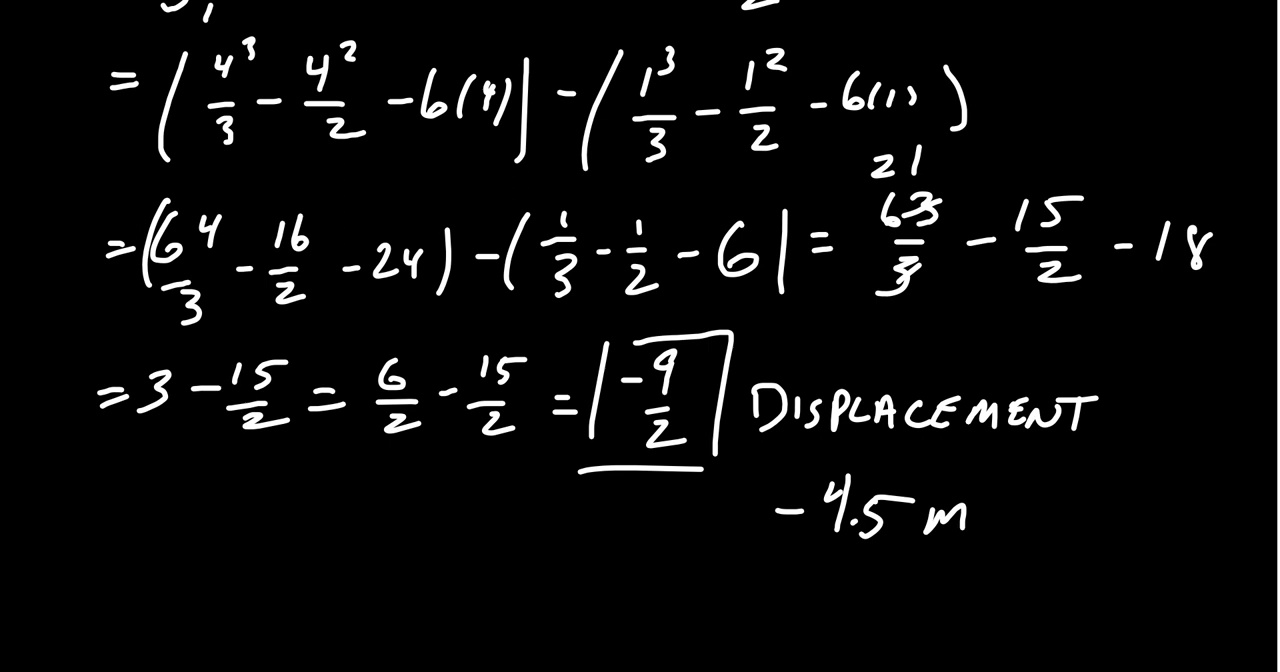 = (4³/3 - 4²/2 - 6(4)) - (1³/3 - 1²/2 - 6(1))
= (64/3 - 16/2 - 24) - (1/3 - 1/2 - 6) = 63/3 21 - 15/2 - 18
= 3 - 15/2 = 6/2 - 15/2 = -9/2 DISPLACEMENT
-4.5 m